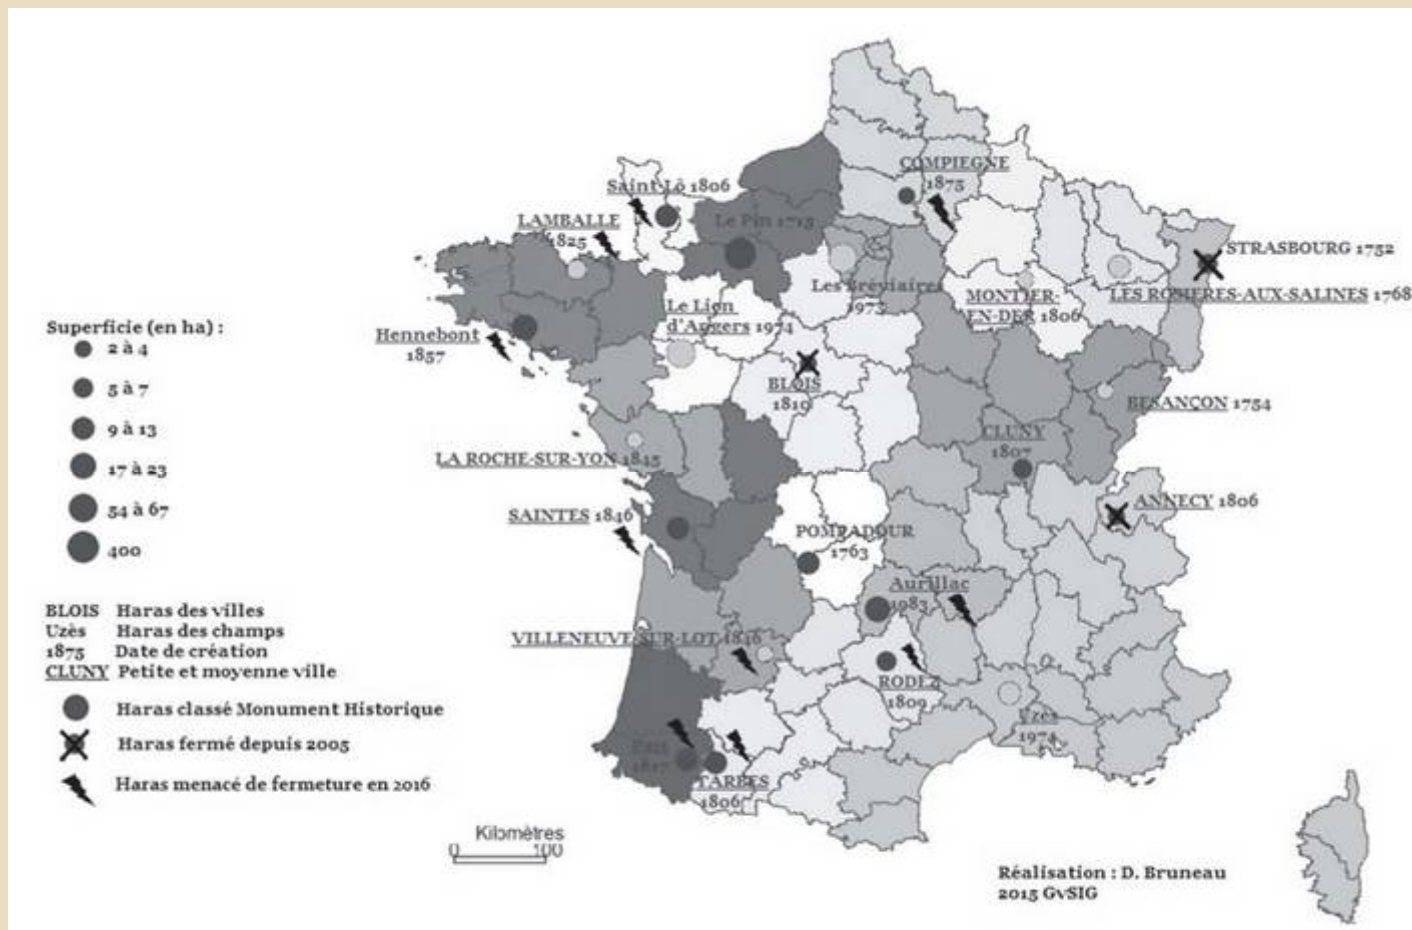 COMPIEGNE
1875
Saint-Lô 1806
LAMBALLE
1825
Le Pin 1715
STRASBOURG 1752
Les Bréviaires
1973
MONTIER-
EN-DER 1806
LES ROSIERES-AUX-SALINES 1768
Le Lion
d'Angers 1974
Hennebont
1857
BLOIS
1810
BESANÇON 1754
CLUNY
1807
LA ROCHE-SUR-YON 1845
ANNECY 1806
SAINTES 1846
POMPADOUR
1763
Aurillac
1983
VILLENEUVE-SUR-LOT
RODEZ
1809
Uzès
1974
TARBES
1806
Superficie (en ha) :
2 à 4
5 à 7
9 à 13
17 à 23
54 à 67
400
BLOIS Haras des villes
Uzès Haras des champs
1875 Date de création
CLUNY Petite et moyenne ville
Haras classé Monument Historique
Haras fermé depuis 2005
Haras menacé de fermeture en 2016
Kilomètres
0 100
Réalisation : D. Bruneau
2015 GvSIG